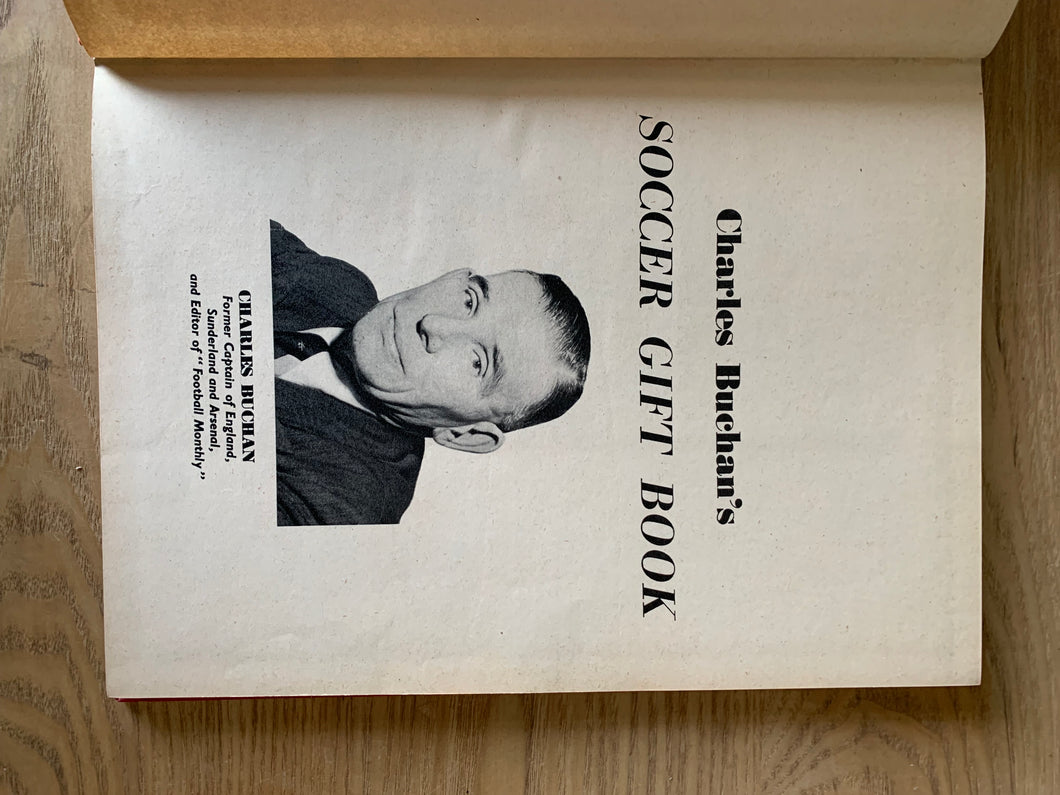 Charles Buchan's
SOCCER GIFT BOOK
CHARLES BUCHAN
Former Captain of England,
Sunderland and Arsenal,
and Editor of "Football Monthly"